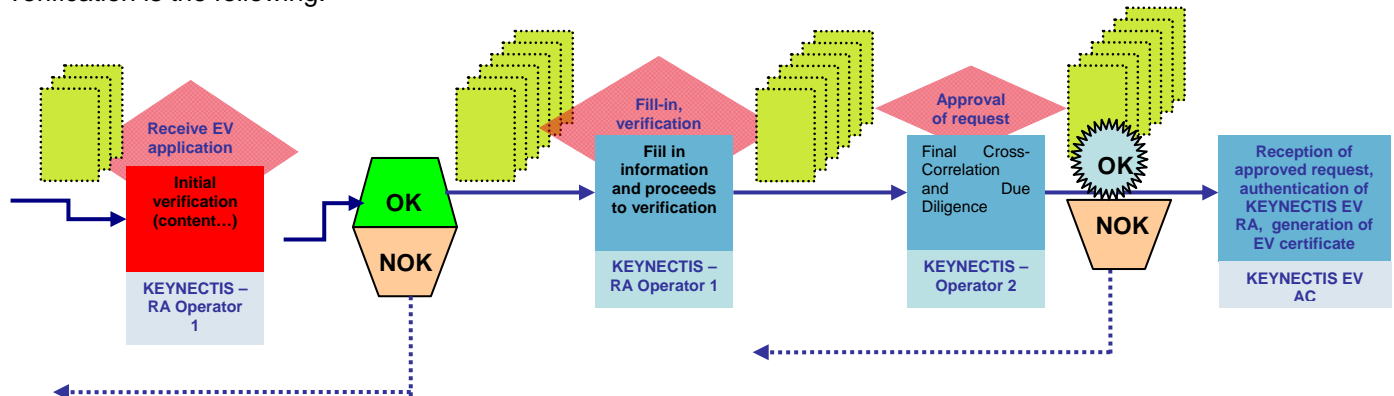 verification is the following:
Receive EV
application
Initial
verification
(content…)
KEYNECTIS –
RA Operator
1
OK
NOK
Fill-in,
verification
Fiil in
information
and proceeds
to verification
KEYNECTIS –
RA Operator 1
Approval
of request
Final Cross-
Correlation
and Due
Diligence
KEYNECTIS –
Operator 2
OK
NOK
Reception of
approved request,
authentication of
KEYNECTIS EV
RA, generation of
EV certificate
KEYNECTIS EV
AC